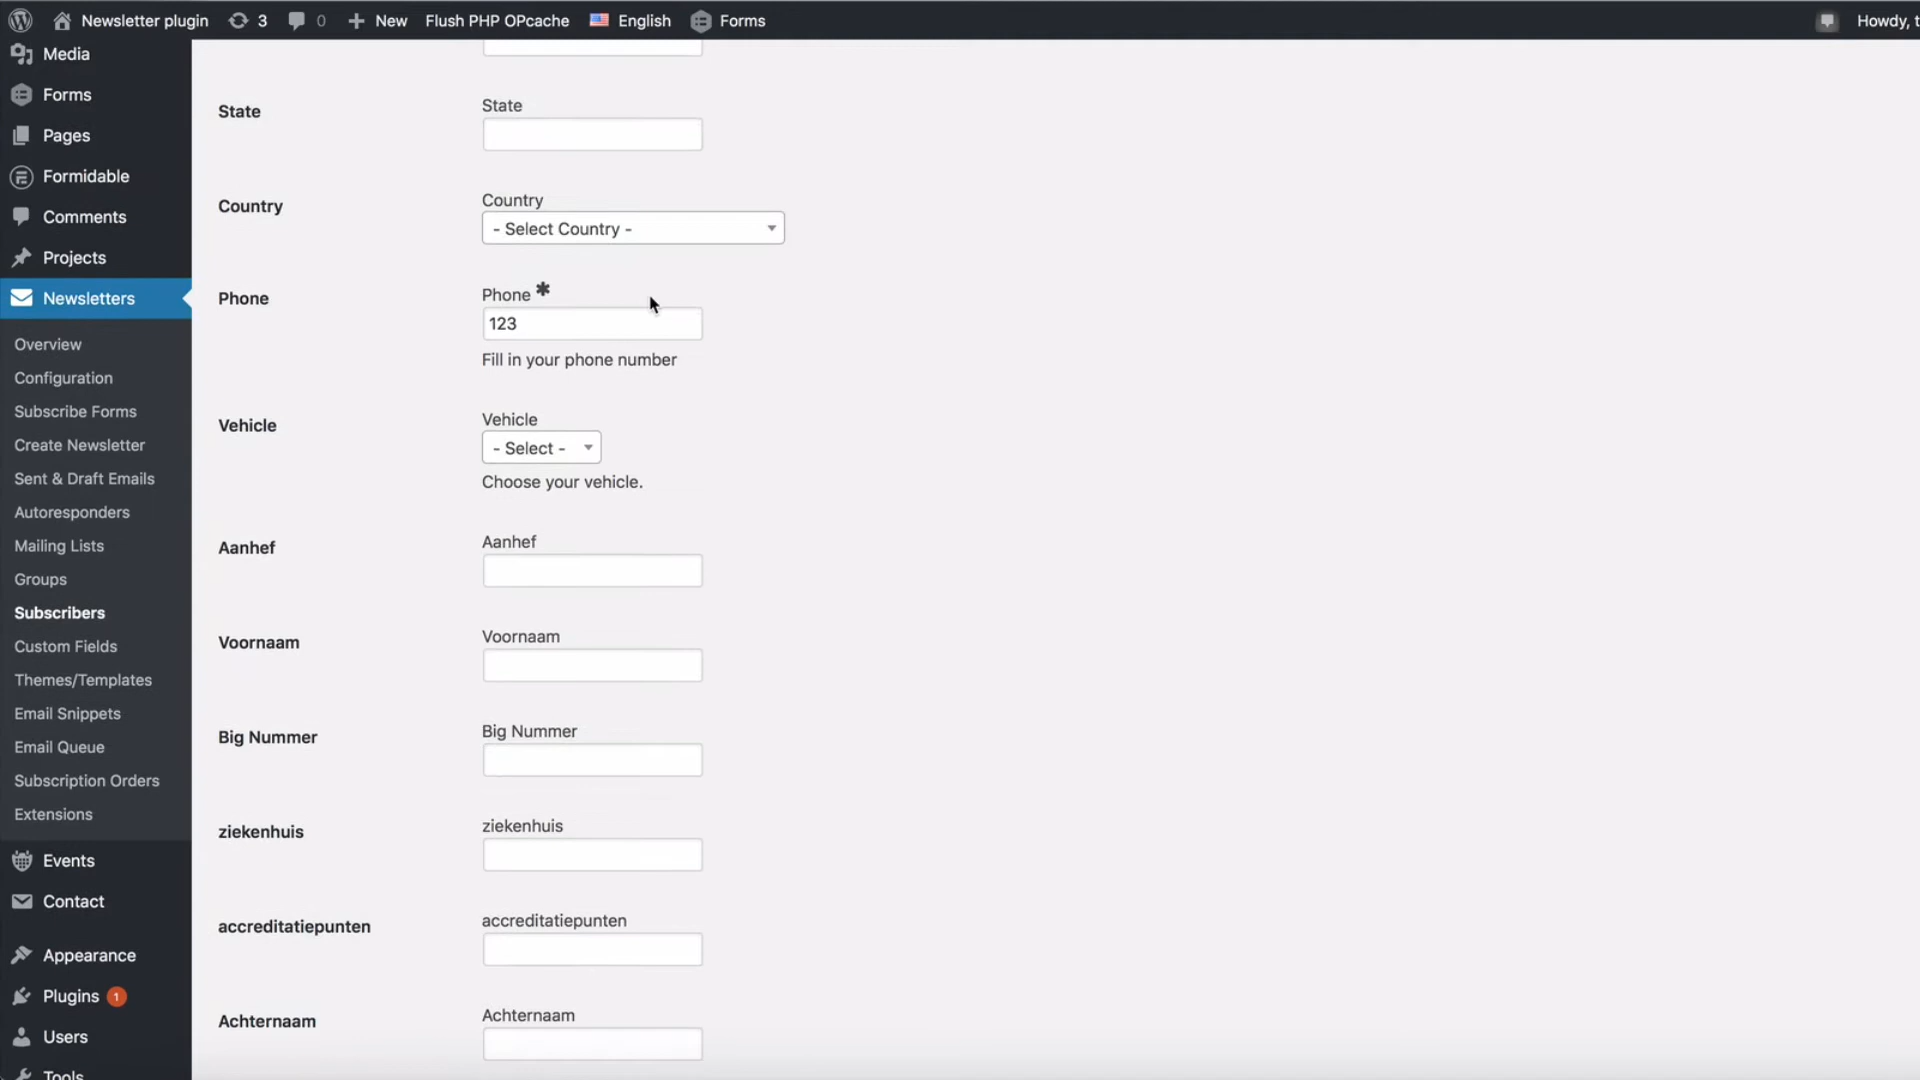 Newsletter plugin 3 0 New Flush PHP OPcache English Forms Howdy, t
Media
Forms
Pages
Formidable
Comments
Projects
Newsletters
Overview
Configuration
Subscribe Forms
Create Newsletter
Sent & Draft Emails
Autoresponders
Mailing Lists
Groups
Subscribers
Custom Fields
Themes/Templates
Email Snippets
Email Queue
Subscription Orders
Extensions
Events
Contact
Appearance
Plugins 1
Users
Tools
State
State
Country
Country
- Select Country -
Phone
Phone ✱
123
Fill in your phone number
Vehicle
Vehicle
- Select -
Choose your vehicle.
Aanhef
Aanhef
Voornaam
Voornaam
Big Nummer
Big Nummer
ziekenhuis
ziekenhuis
accreditatiepunten
accreditatiepunten
Achternaam
Achternaam